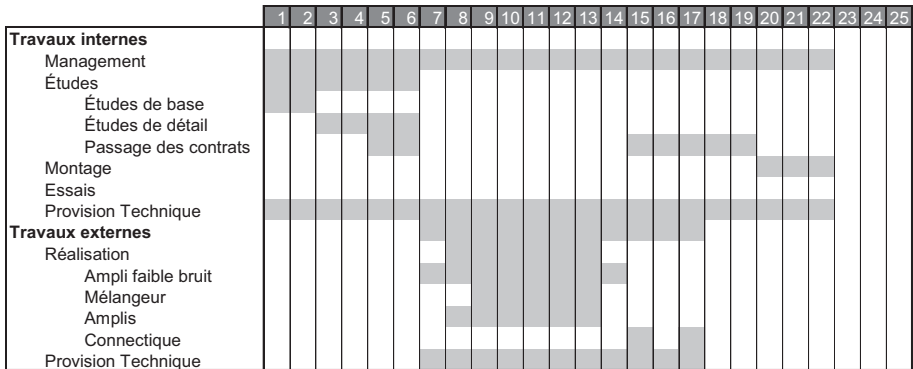 1 2 3 4 5 6 7 8 9 10 11 12 13 14 15 16 17 18 19 20 21 22 23 24 25
Travaux internes
Management
Études
Études de base
Études de détail
Passage des contrats
Montage
Essais
Provision Technique
Travaux externes
Réalisation
Ampli faible bruit
Mélangeur
Amplis
Connectique
Provision Technique